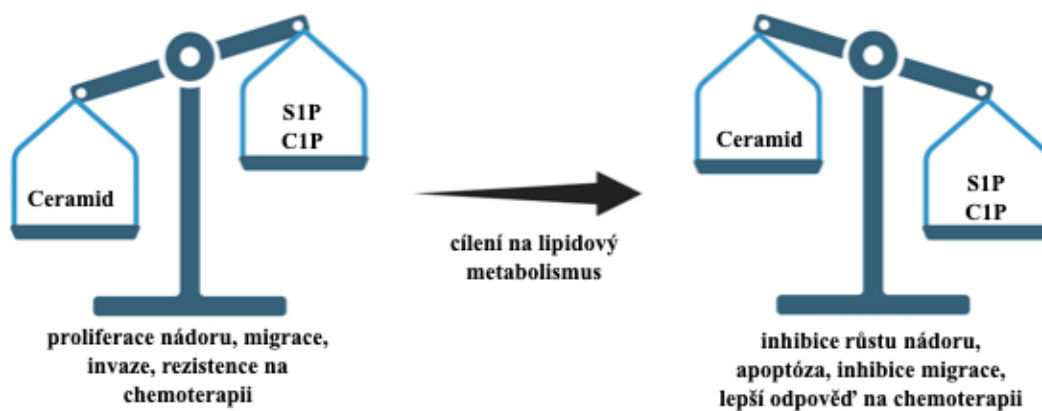 S1P
C1P
Ceramid
proliferace nádoru, migrace,
invaze, rezistence na
chemoterapii
cílení na lipidový
metabolismus
Ceramid
S1P
C1P
inhibice růstu nádoru,
apoptóza, inhibice migrace,
lepší odpověď na chemoterapii